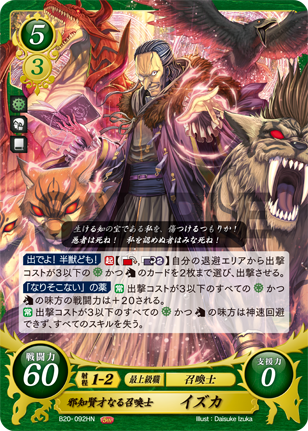 5
3
生ける知の宝である私を、傷つけるつもりか!
愚者は死ね! 私を認めぬ者はみな死ね!
出でよ!半獣ども! 起 2 自分の退避エリアから出撃
コストが3以下の かつ のカードを2枚まで選び、出撃させる。
「なりそこない」の薬 常 出撃コストが3以下のすべての かつ
の味方の戦闘力は+20される。
常 出撃コストが3以下のすべての かつ の味方は神速回避
できず、すべてのスキルを失う。
戦闘力
60
射程 1-2 最上級職 召喚士
邪知賢才なる召喚士 イズカ
支援力
0
B20-092HN
Illust : Daisuke Izuka